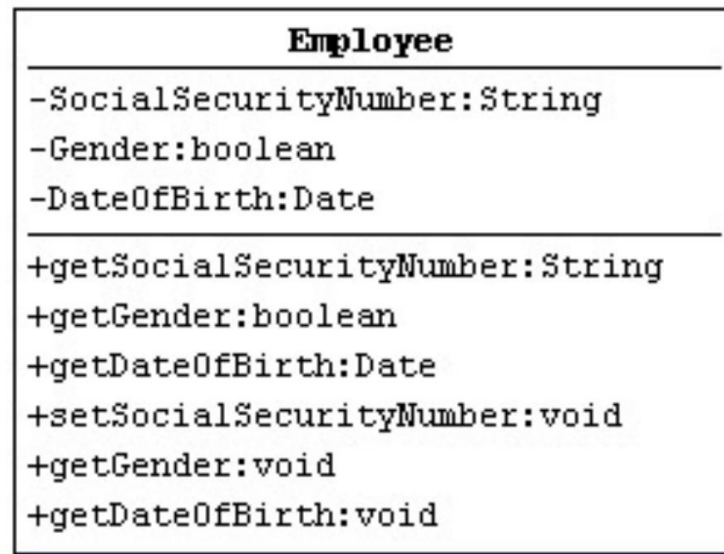 Employee
-SocialSecurityNumber:String
-Gender:boolean
-DateOfBirth:Date
+getSocialSecurityNumber:String
+getGender:boolean
+getDateOfBirth:Date
+setSocialSecurityNumber:void
+getGender:void
+getDateOfBirth:void